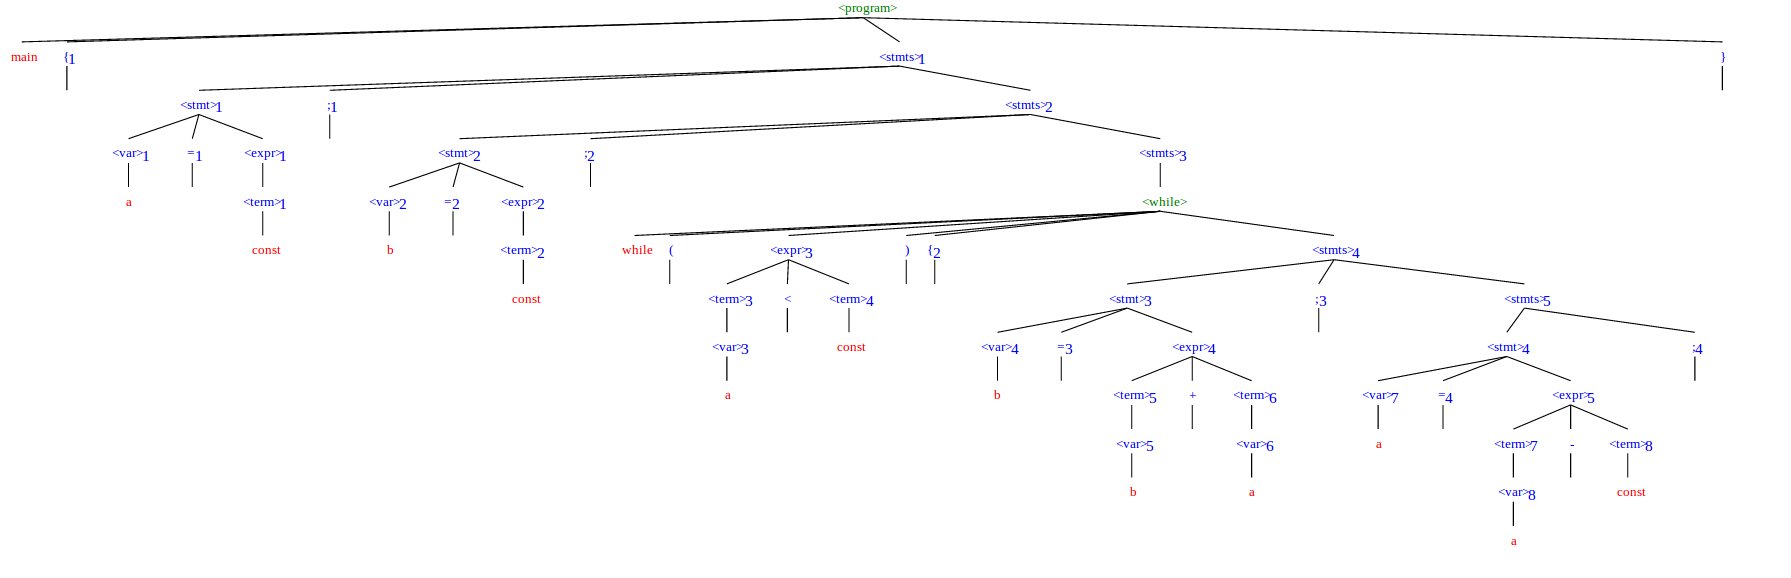 <program>
main {1 <stmts>1 }
<stmt>1 ;1 <stmts>2
<var>1 =1 <expr>1 <stmt>2 ;2 <stmts>3
a <term>1 <var>2 =2 <expr>2 <while>
const b <term>2 while ( <expr>3 ) {2 <stmts>4
const <term>3 < <term>4 <stmt>3 ;3 <stmts>5
<var>3 const <var>4 =3 <expr>4 <stmt>4 ;4
a b <term>5 + <term>6 <var>7 =4 <expr>5
<var>5 <var>6 a <term>7 - <term>8
b a <var>8 const
a